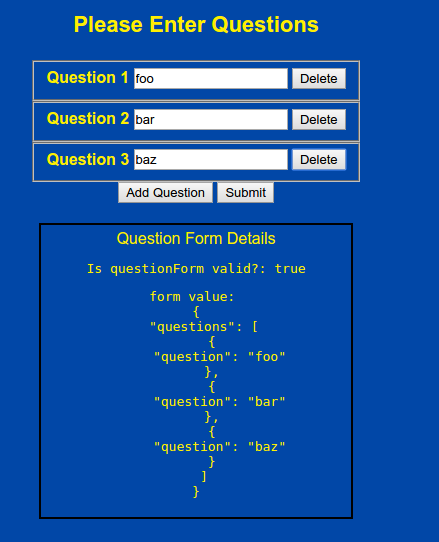 Please Enter Questions
Question 1 foo Delete
Question 2 bar Delete
Question 3 baz Delete
Add Question Submit
Question Form Details
Is questionForm valid?: true
form value:
{
"questions": [
{
"question": "foo"
},
{
"question": "bar"
},
{
"question": "baz"
}
]
}